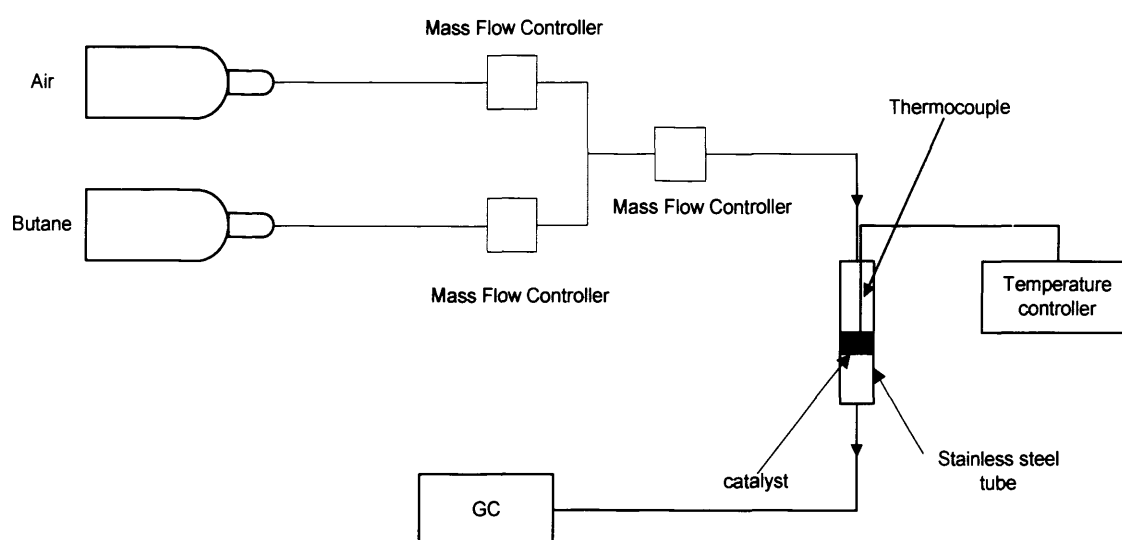 Mass Flow Controller
Air
Thermocouple
Butane
Mass Flow Controller
Mass Flow Controller
Temperature
controller
Stainless steel
tube
catalyst
GC